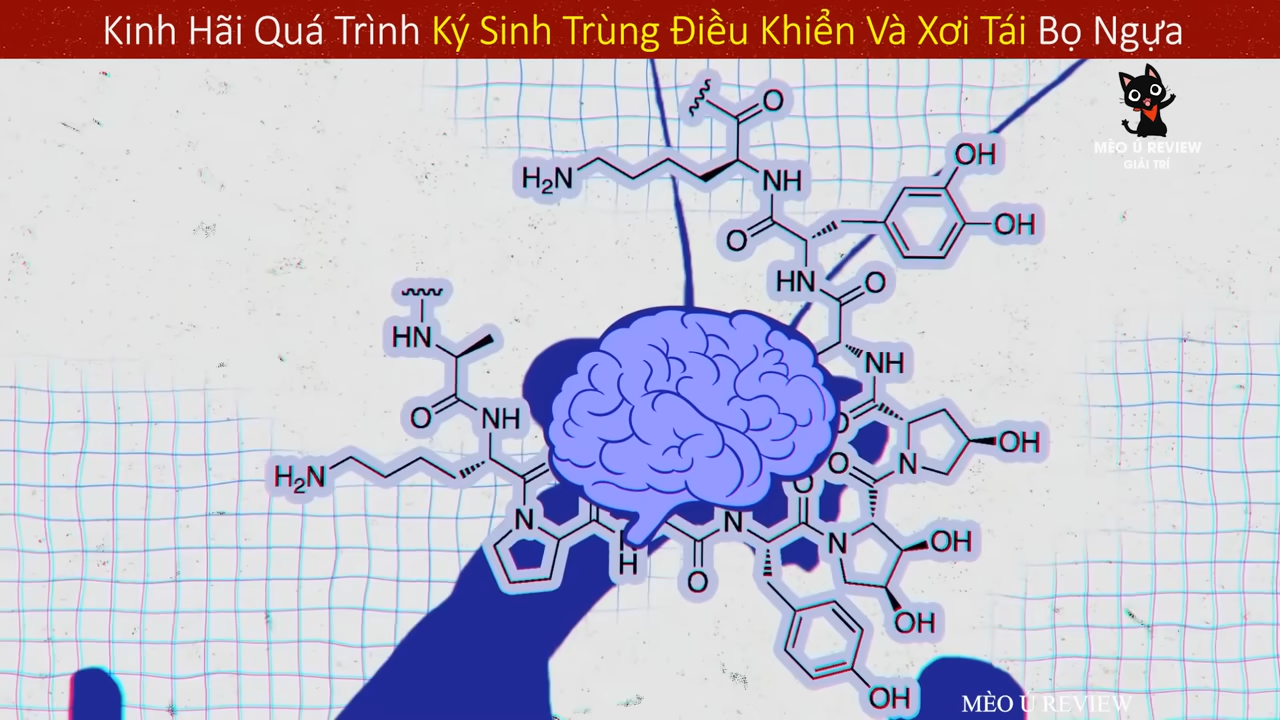 Kinh Hãi Quá Trình Ký Sinh Trùng Điều Khiển Và Xơi Tái Bọ Ngựa
MÈO Ú REVIEW
GIẢI TRÍ
O
H₂N
NH
OH
O
OH
HN
O
HN
NH
O
NH
O
OH
O
N
H₂N
O
N
N
N
OH
H
O
OH
OH
MÈO Ú REVIEW